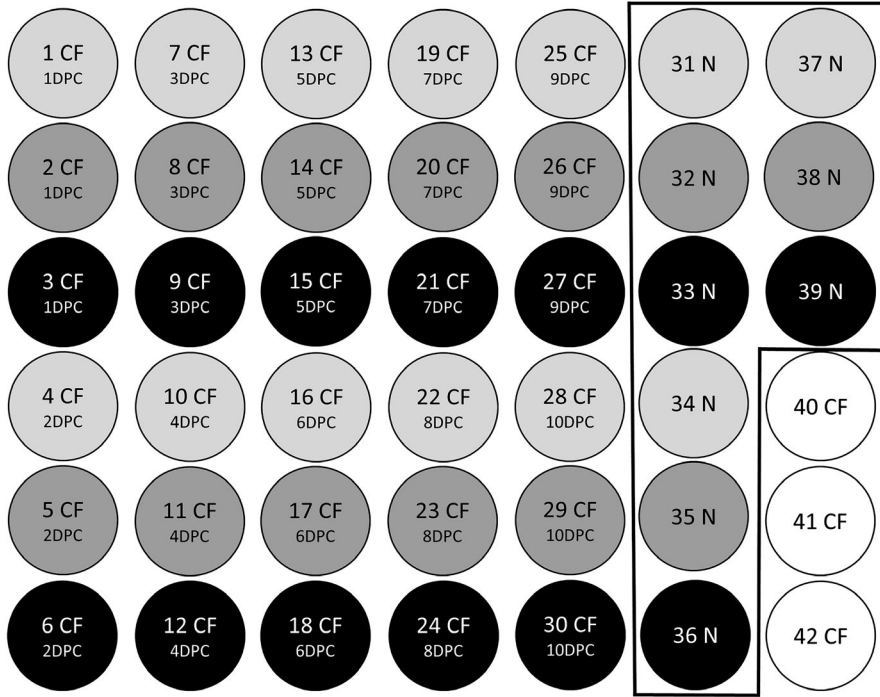 1 CF
1DPC
7 CF
3DPC
13 CF
5DPC
19 CF
7DPC
25 CF
9DPC
31 N
37 N
2 CF
1DPC
8 CF
3DPC
14 CF
5DPC
20 CF
7DPC
26 CF
9DPC
32 N
38 N
3 CF
1DPC
9 CF
3DPC
15 CF
5DPC
21 CF
7DPC
27 CF
9DPC
33 N
39 N
4 CF
2DPC
10 CF
4DPC
16 CF
6DPC
22 CF
8DPC
28 CF
10DPC
34 N
40 CF
5 CF
2DPC
11 CF
4DPC
17 CF
6DPC
23 CF
8DPC
29 CF
10DPC
35 N
41 CF
6 CF
2DPC
12 CF
4DPC
18 CF
6DPC
24 CF
8DPC
30 CF
10DPC
36 N
42 CF